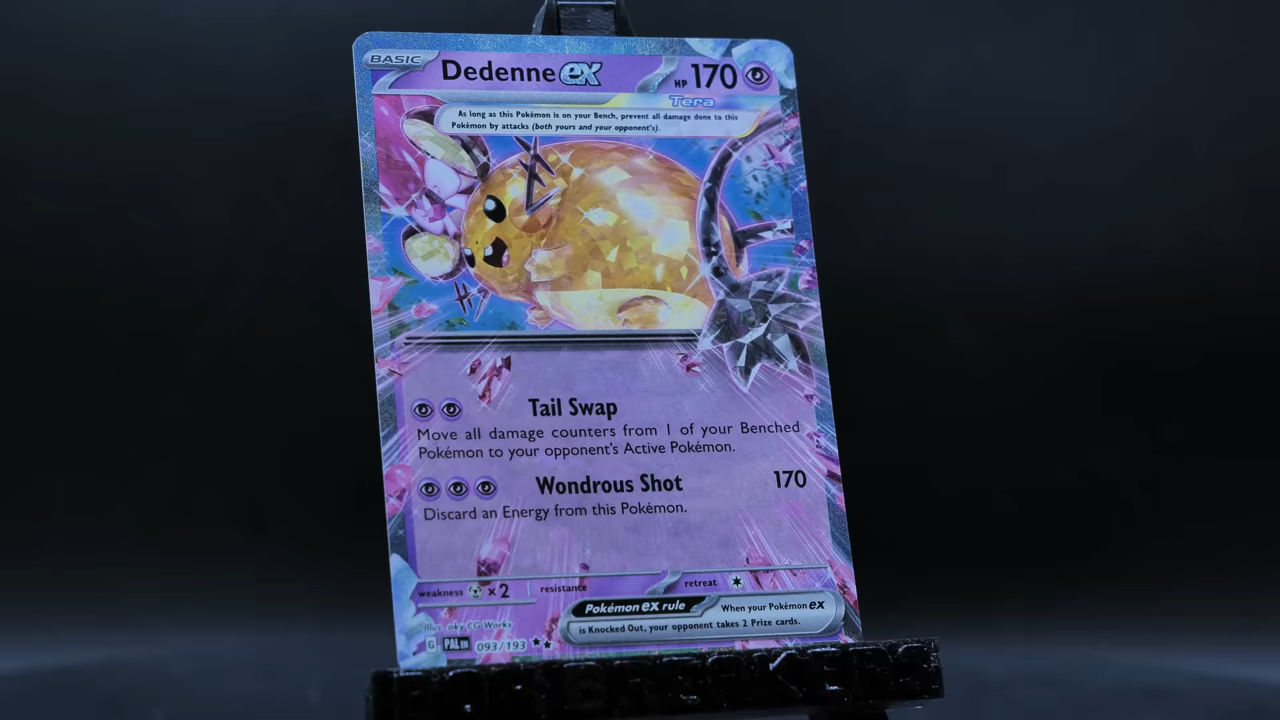 BASIC
Dedenne ex
HP 170
Tera
As long as this Pokémon is on your Bench, prevent all damage done to this
Pokémon by attacks (both yours and your opponent's).
Tail Swap
Move all damage counters from 1 of your Benched
Pokémon to your opponent's Active Pokémon.
Wondrous Shot 170
Discard an Energy from this Pokémon.
weakness ×2 resistance retreat
Pokémon ex rule When your Pokémon ex
is Knocked Out, your opponent takes 2 Prize cards.
Illus. aky CG Works
G PAL EN 093/193